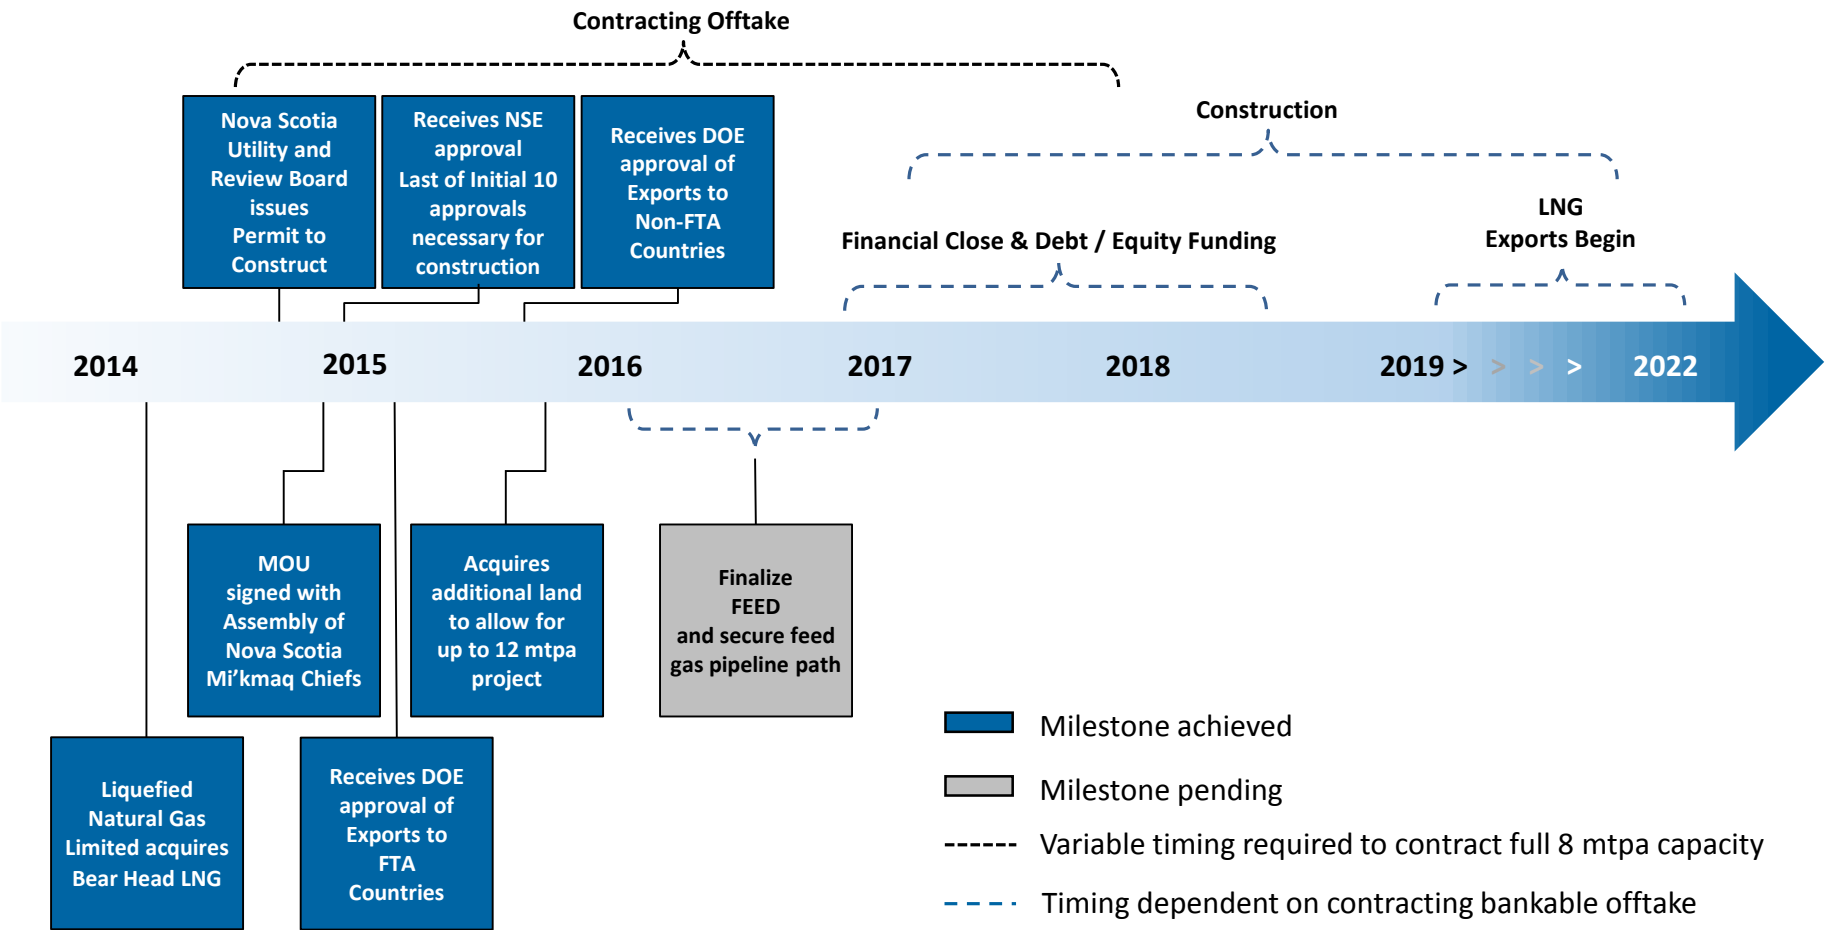 Contracting Offtake
Construction
Financial Close & Debt / Equity Funding
LNG
Exports Begin
Nova Scotia
Utility and
Review Board
issues
Permit to
Construct
Receives NSE
approval
Last of Initial 10
approvals
necessary for
construction
Receives DOE
approval of
Exports to
Non-FTA
Countries
2014
2015
2016
2017
2018
2019 > > > > 2022
MOU
signed with
Assembly of
Nova Scotia
Mi’kmaq Chiefs
Acquires
additional land
to allow for
up to 12 mtpa
project
Finalize
FEED
and secure feed
gas pipeline path
Liquefied
Natural Gas
Limited acquires
Bear Head LNG
Receives DOE
approval of
Exports to
FTA
Countries
Milestone achieved
Milestone pending
Variable timing required to contract full 8 mtpa capacity
Timing dependent on contracting bankable offtake